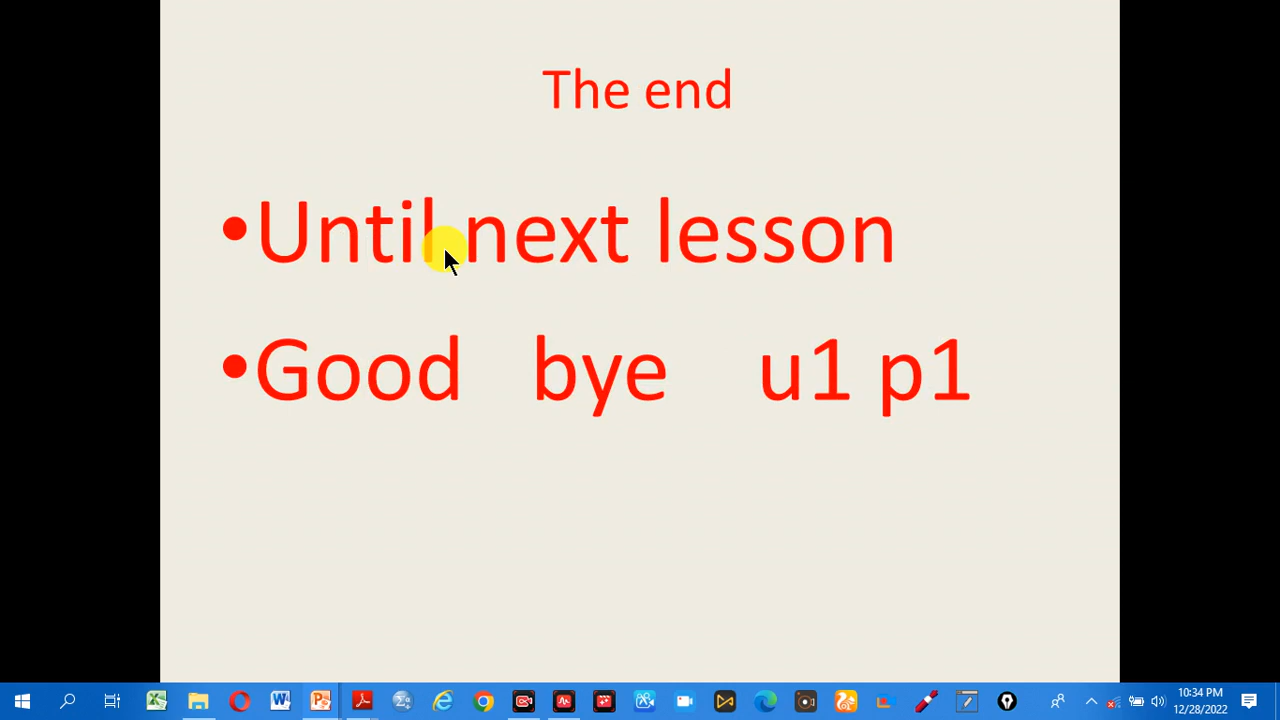 The end
•Until next lesson
•Good bye u1 p1
10:34 PM
12/28/2022